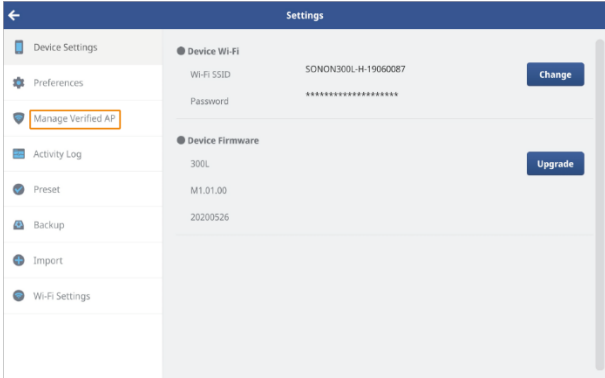 Settings
Device Settings
Preferences
Manage Verified AP
Activity Log
Preset
Backup
Import
Wi-Fi Settings
Device Wi-Fi
Wi-Fi SSID SONON300L-H-19060087 Change
Password ********************
Device Firmware
300L Upgrade
M1.01.00
20200526